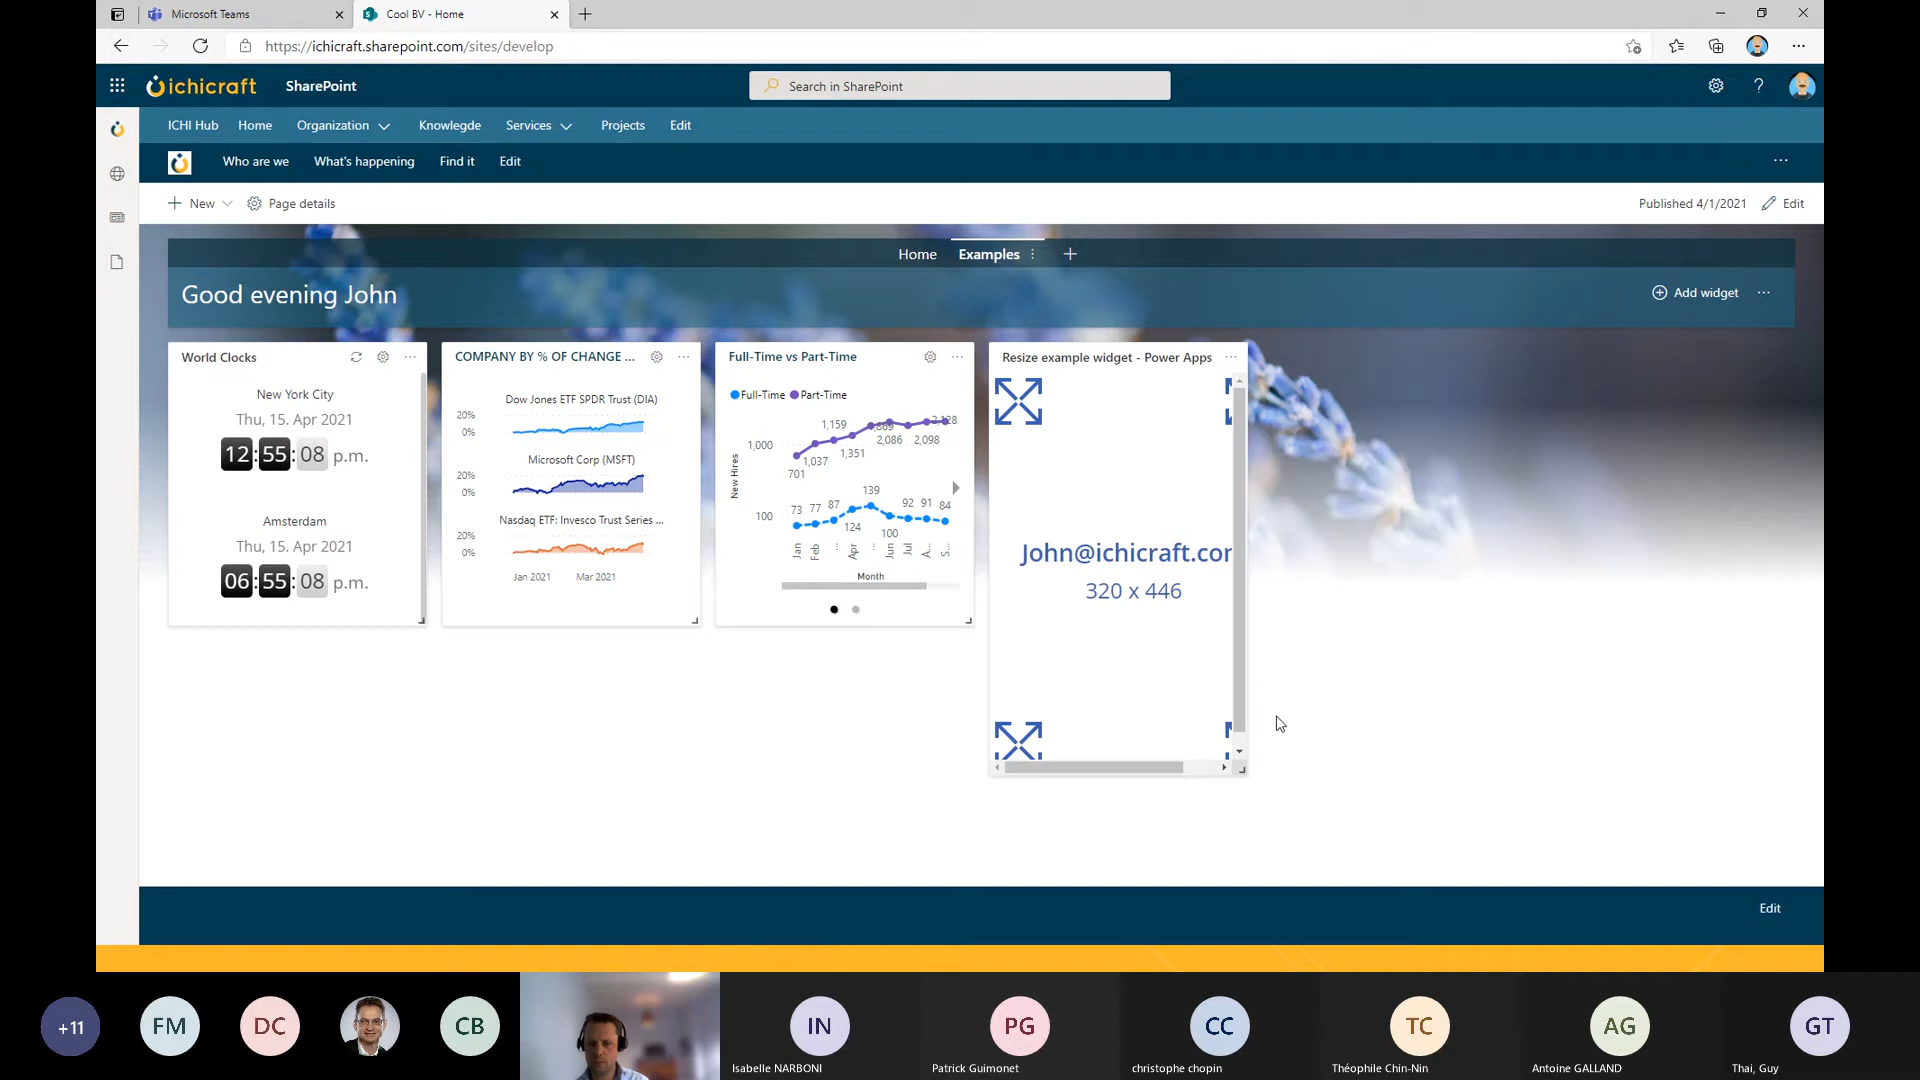 Microsoft Teams
Cool BV - Home
https://ichicraft.sharepoint.com/sites/develop
ichicraft
SharePoint
Search in SharePoint
?
ICHI Hub
Home
Organization
Knowlegde
Services
Projects
Edit
Who are we
What's happening
Find it
Edit
New
Page details
Published 4/1/2021
Edit
Home
Examples
Good evening John
Add widget
World Clocks
New York City
Thu, 15. Apr 2021
12:55:08 p.m.
Amsterdam
Thu, 15. Apr 2021
06:55:08 p.m.
COMPANY BY % OF CHANGE ...
Dow Jones ETF SPDR Trust (DIA)
20%
0%
Microsoft Corp (MSFT)
20%
0%
Nasdaq ETF: Invesco Trust Series ...
20%
0%
Jan 2021
Mar 2021
Full-Time vs Part-Time
Full-Time
Part-Time
New Hires
1,000
100
701
1,037
1,159
1,351
2,086
2,098
73
77
87
124
139
100
92
91
84
Jan
Feb
Apr
Jun
Jul
A...
S...
Month
Resize example widget - Power Apps
John@ichicraft.cor
320 x 446
Edit
+11
FM
DC
CB
IN
Isabelle NARBONI
PG
Patrick Guimonet
CC
christophe chopin
TC
Théophile Chin-Nin
AG
Antoine GALLAND
GT
Thai, Guy